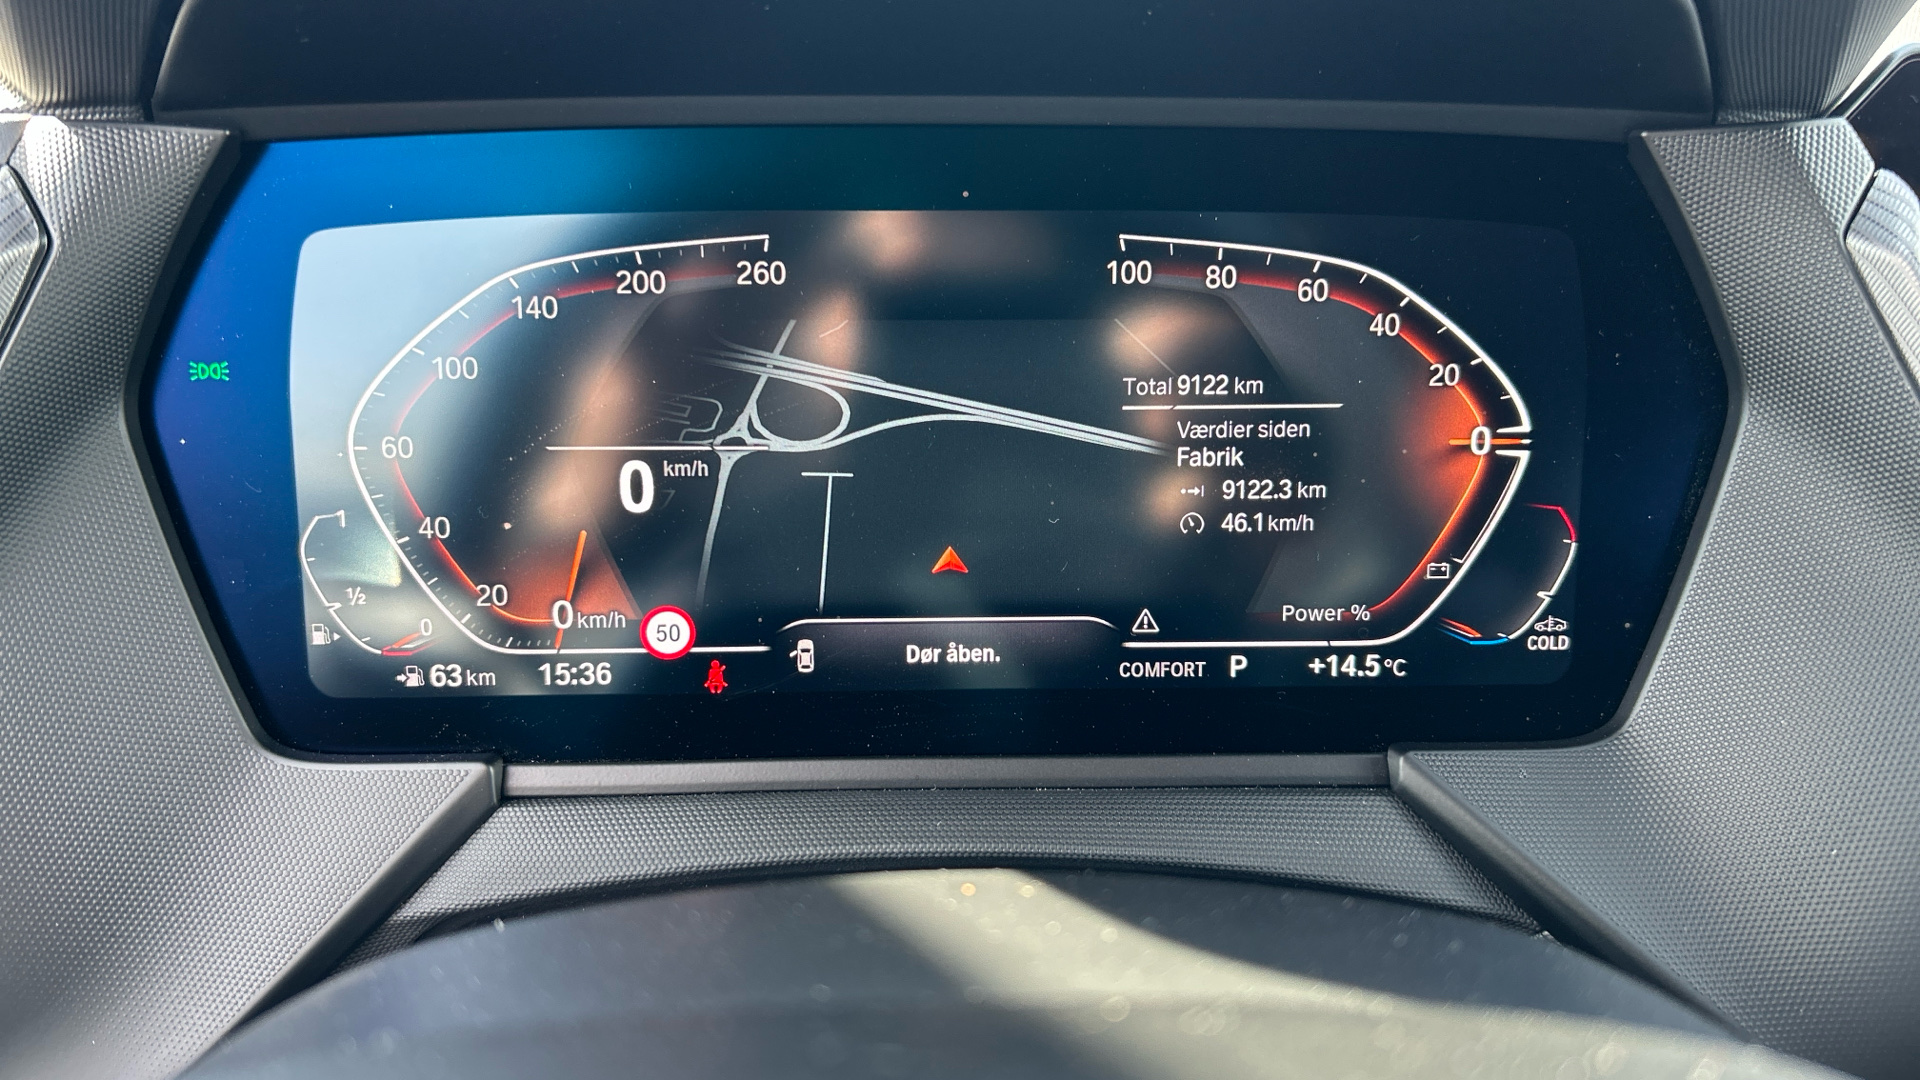 260
200
140
100
60
40
20
0 km/h
0 km/h
100
80
60
40
20
0
Total 9122 km
Værdier siden
Fabrik
9122.3 km
46.1 km/h
Power %
1
1/2
0
50
COLD
63 km
15:36
Dør åben.
COMFORT P
+14.5°C